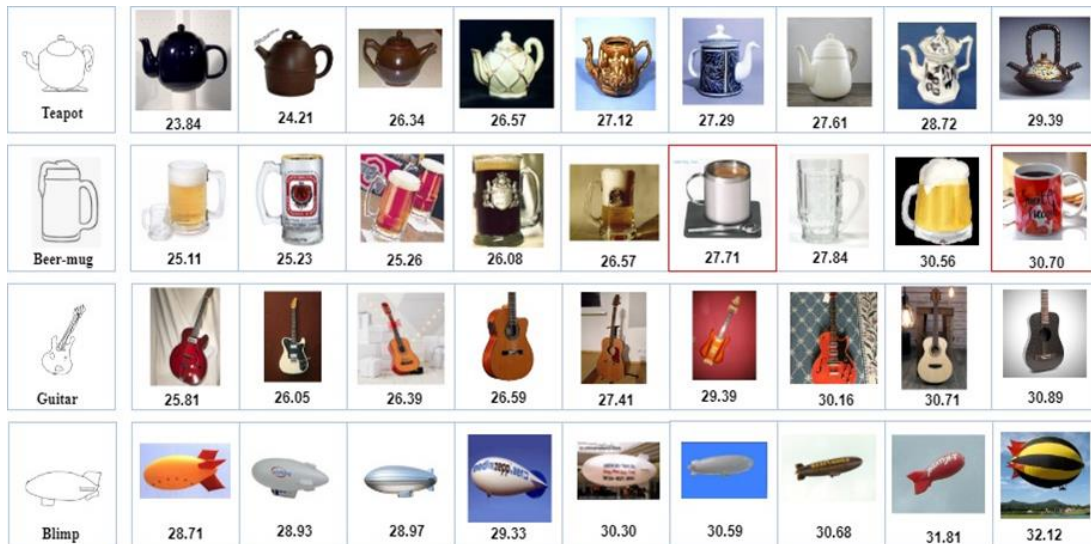 Teapot
23.84 24.21 26.34 26.57 27.12 27.29 27.61 28.72 29.39
Beer-mug
25.11 25.23 25.26 26.08 26.57 27.71 27.84 30.56 30.70
Guitar
25.81 26.05 26.39 26.59 27.41 29.39 30.16 30.71 30.89
Blimp
28.71 28.93 28.97 29.33 30.30 30.59 30.68 31.81 32.12